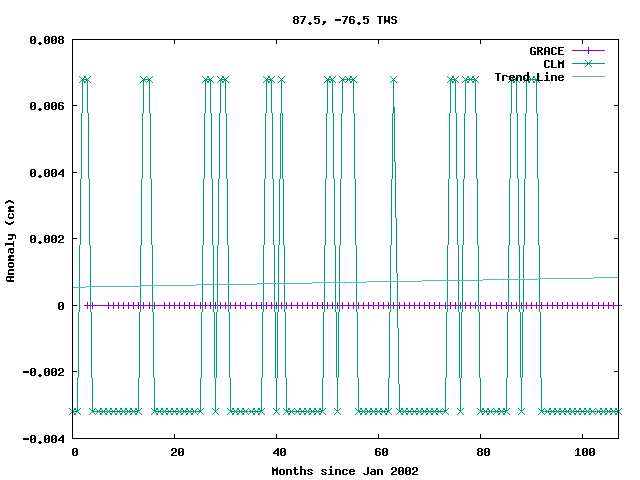 87.5, -76.5 TWS
0.008
0.006
0.004
0.002
0
-0.002
-0.004
Anomaly (cm)
GRACE
CLM
Trend Line
0 20 40 60 80 100
Months since Jan 2002